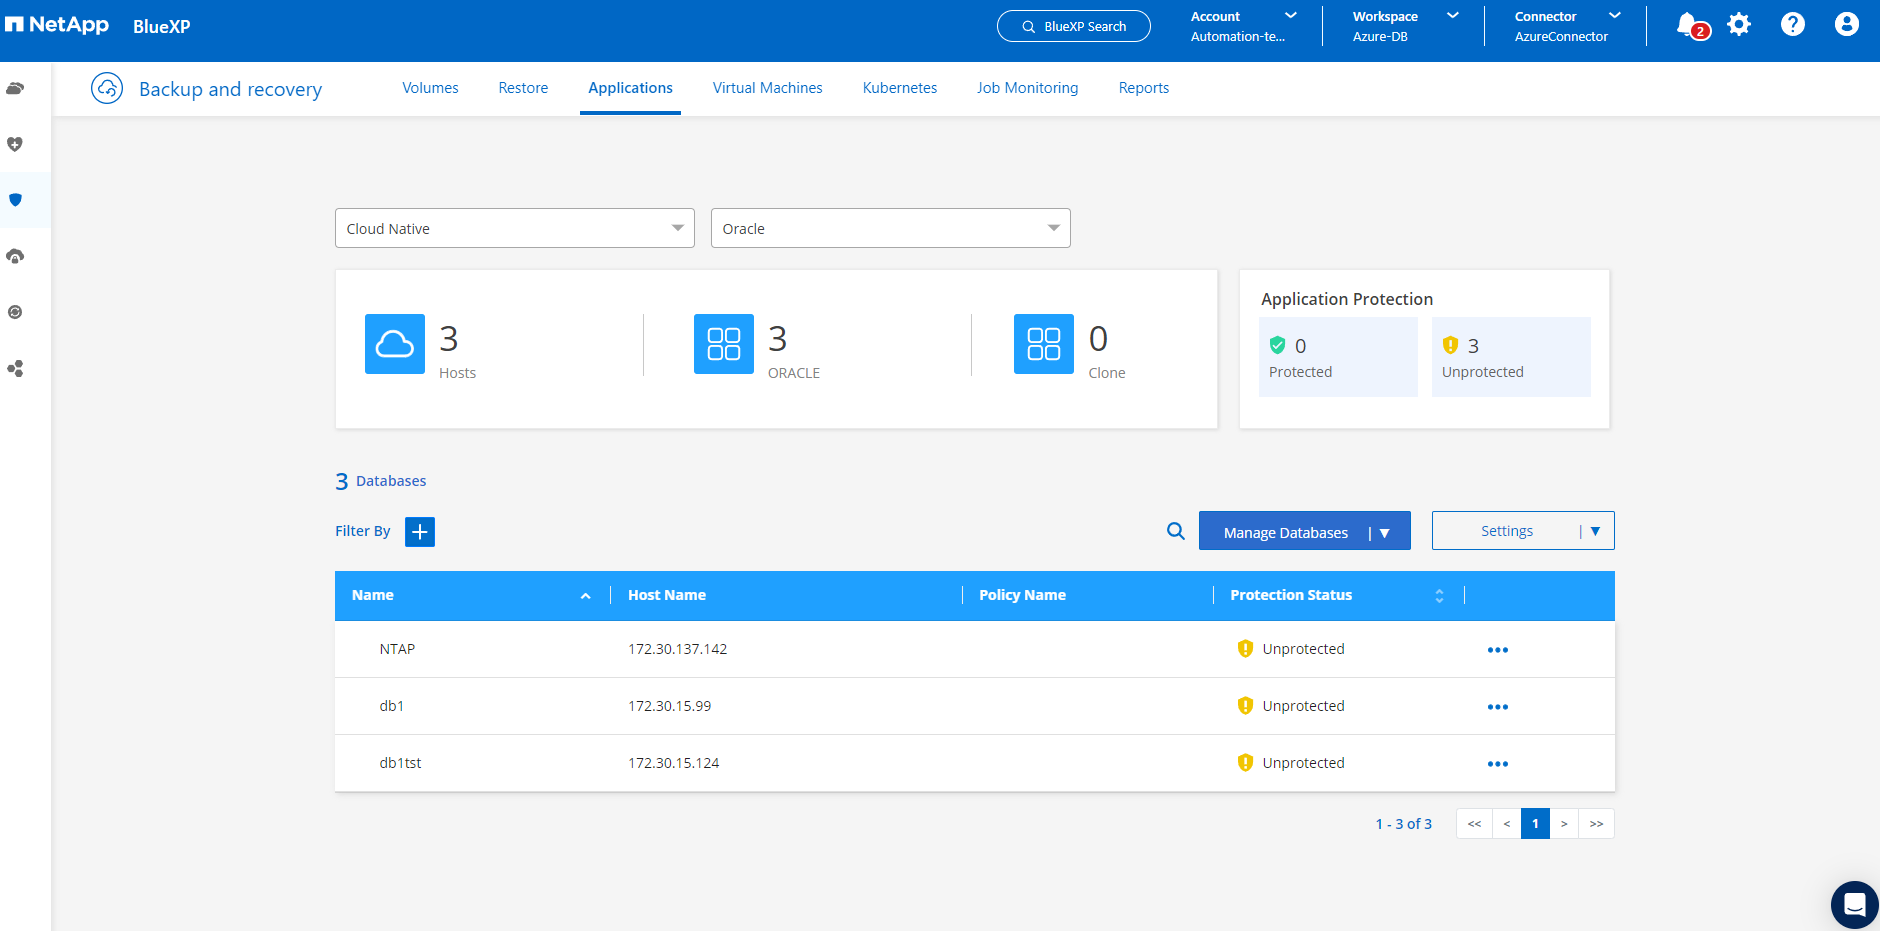 NetApp BlueXP
BlueXP Search
Account
Automation-te...
Workspace
Azure-DB
Connector
AzureConnector
2
Backup and recovery
Volumes Restore Applications Virtual Machines Kubernetes Job Monitoring Reports
Cloud Native
Oracle
3
Hosts
3
ORACLE
0
Clone
Application Protection
0
Protected
3
Unprotected
3 Databases
Filter By
Manage Databases
Settings
Name Host Name Policy Name Protection Status
NTAP 172.30.137.142 Unprotected
db1 172.30.15.99 Unprotected
db1tst 172.30.15.124 Unprotected
1 - 3 of 3 << < 1 > >>